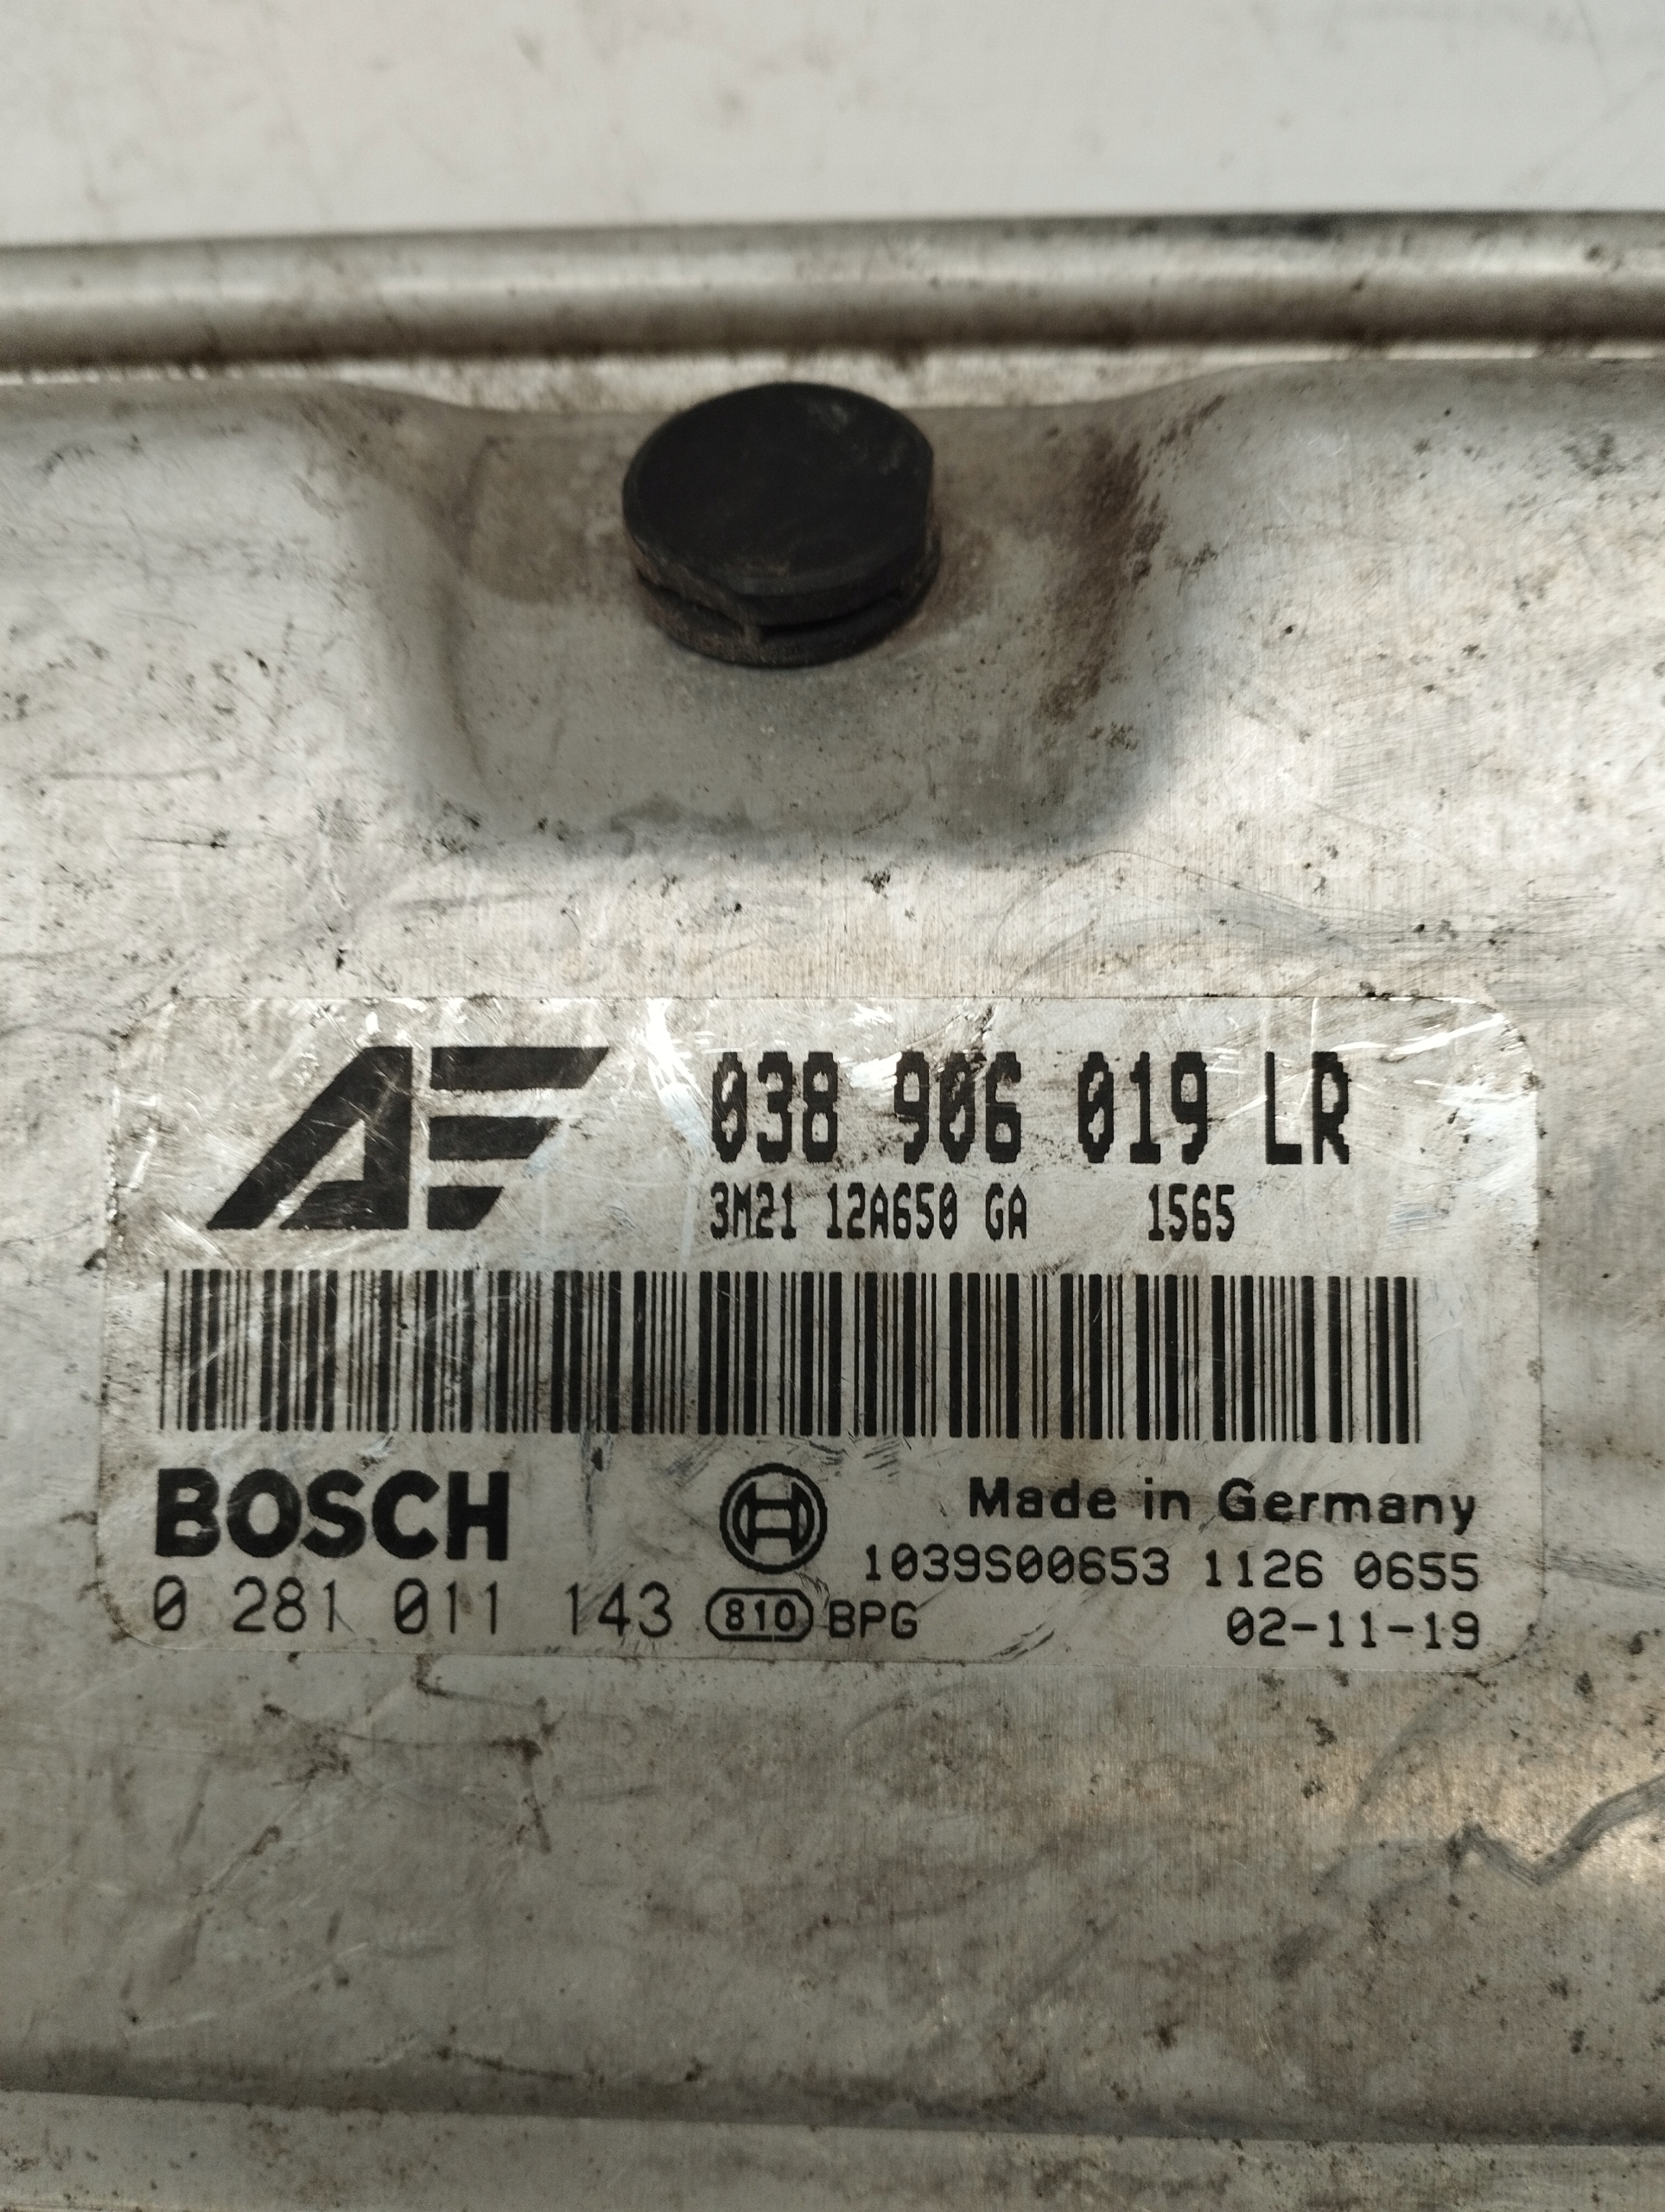 AF 038 906 019 LR
3M21 12A650 GA 1565
BOSCH Made in Germany
1039S00653 1126 0655
0 281 011 143 810 BPG 02-11-19